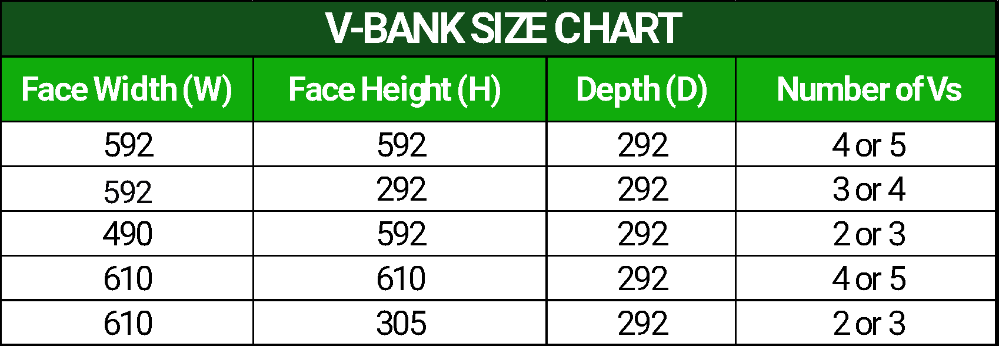 V-BANK SIZE CHART
Face Width (W) Face Height (H) Depth (D) Number of Vs
592 592 292 4 or 5
592 292 292 3 or 4
490 592 292 2 or 3
610 610 292 4 or 5
610 305 292 2 or 3